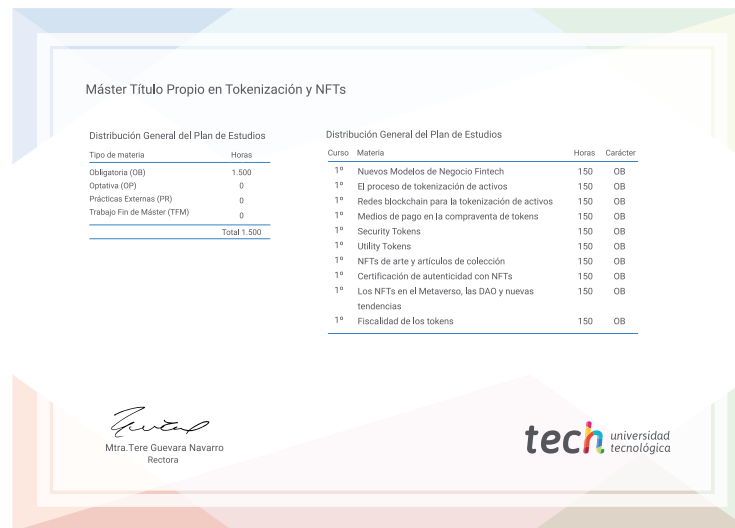 Máster Título Propio en Tokenización y NFTs
Distribución General del Plan de Estudios
Tipo de materia Horas
Obligatoria (OB) 1.500
Optativa (OP) 0
Prácticas Externas (PR) 0
Trabajo Fin de Máster (TFM) 0
Total 1.500
Distribución General del Plan de Estudios
Curso Materia Horas Carácter
1º Nuevos Modelos de Negocio Fintech 150 OB
1º El proceso de tokenización de activos 150 OB
1º Redes blockchain para la tokenización de activos 150 OB
1º Medios de pago en la compraventa de tokens 150 OB
1º Security Tokens 150 OB
1º Utility Tokens 150 OB
1º NFTs de arte y artículos de colección 150 OB
1º Certificación de autenticidad con NFTs 150 OB
1º Los NFTs en el Metaverso, las DAO y nuevas 150 OB
tendencias
1º Fiscalidad de los tokens 150 OB
Mtra.Tere Guevara Navarro
Rectora
tech universidad
tecnológica